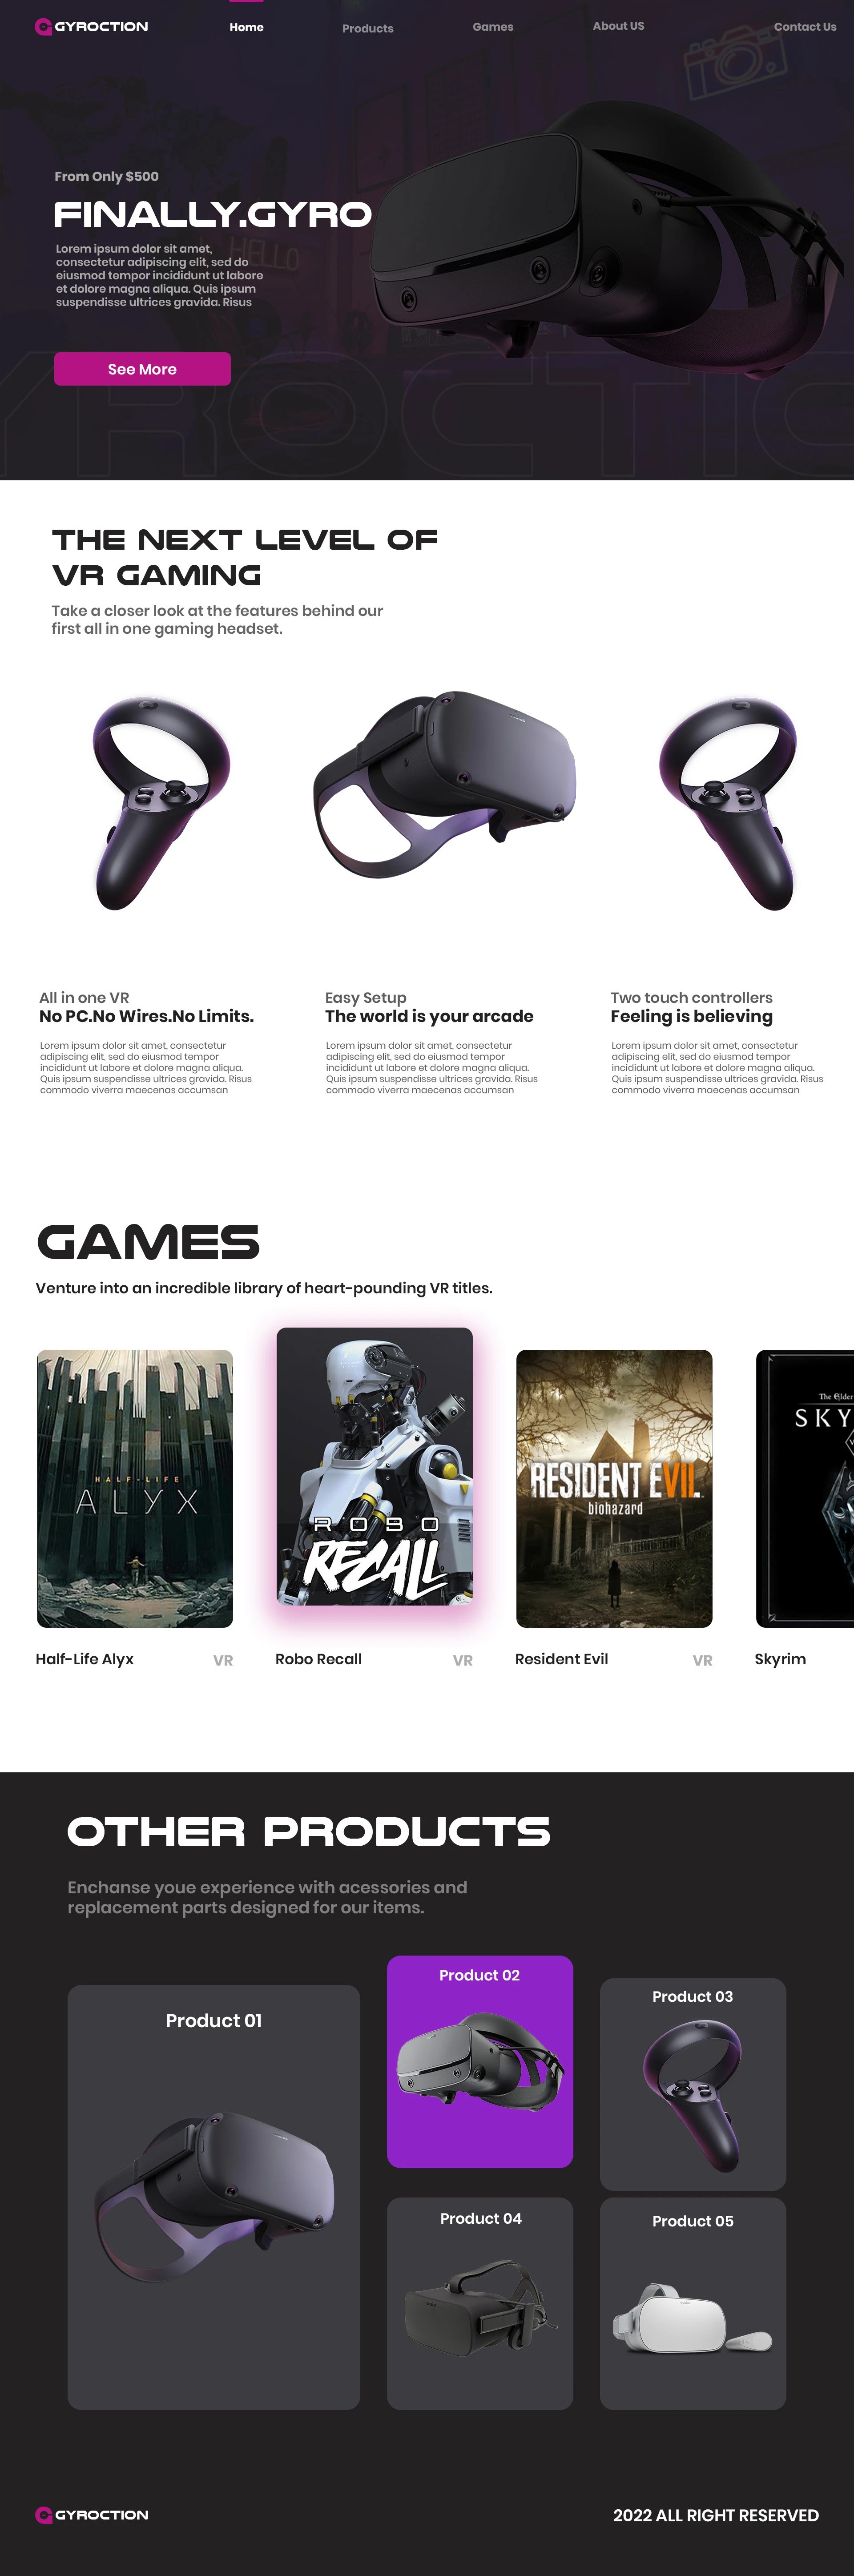 GYROCTION
Home
Products
Games
About US
Contact Us
From Only $500
FINALLY.GYRO
Lorem ipsum dolor sit amet,
consectetur adipiscing elit, sed do
eiusmod tempor incididunt ut labore
et dolore magna aliqua. Quis ipsum
suspendisse ultrices gravida. Risus
HELLO
See More
YROCTIO
THE NEXT LEVEL OF
VR GAMING
Take a closer look at the features behind our
first all in one gaming headset.
All in one VR
No PC.No Wires.No Limits.
Lorem ipsum dolor sit amet, consectetur
adipiscing elit, sed do eiusmod tempor
incididunt ut labore et dolore magna aliqua.
Quis ipsum suspendisse ultrices gravida. Risus
commodo viverra maecenas accumsan
Easy Setup
The world is your arcade
Lorem ipsum dolor sit amet, consectetur
adipiscing elit, sed do eiusmod tempor
incididunt ut labore et dolore magna aliqua.
Quis ipsum suspendisse ultrices gravida. Risus
commodo viverra maecenas accumsan
Two touch controllers
Feeling is believing
Lorem ipsum dolor sit amet, consectetur
adipiscing elit, sed do eiusmod tempor
incididunt ut labore et dolore magna aliqua.
Quis ipsum suspendisse ultrices gravida. Risus
commodo viverra maecenas accumsan
GAMES
Venture into an incredible library of heart-pounding VR titles.
HALF-LIFE
ALYX
ROBO
RECALL
RESIDENT EVIL
biohazard
The Elder
SKY
V
Half-Life Alyx
VR
Robo Recall
VR
Resident Evil
VR
Skyrim
OTHER PRODUCTS
Enchanse youe experience with acessories and
replacement parts designed for our items.
Product 01
Product 02
Product 03
Product 04
Product 05
GYROCTION
2022 ALL RIGHT RESERVED